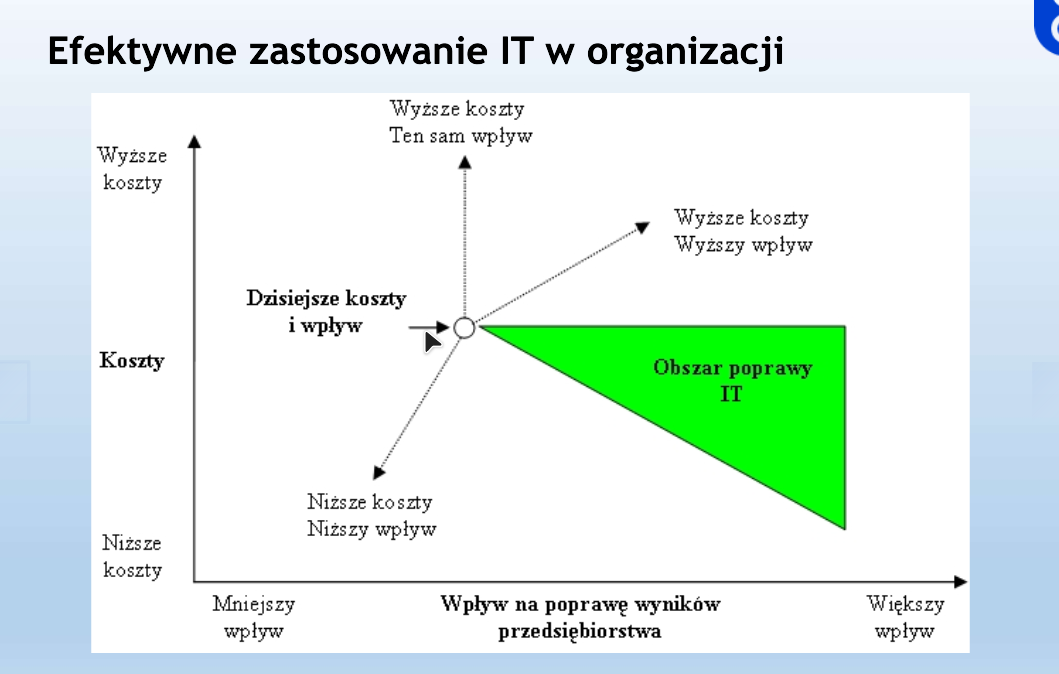 Efektywne zastosowanie IT w organizacji
Wyższe koszty
Ten sam wpływ
Wyższe
koszty
Wyższe koszty
Wyższy wpływ
Dzisiejsze koszty
i wpływ
Koszty
Obszar poprawy
IT
Niższe koszty
Niższy wpływ
Niższe
koszty
Mniejszy
wpływ
Wpływ na poprawę wyników
przedsiębiorstwa
Większy
wpływ